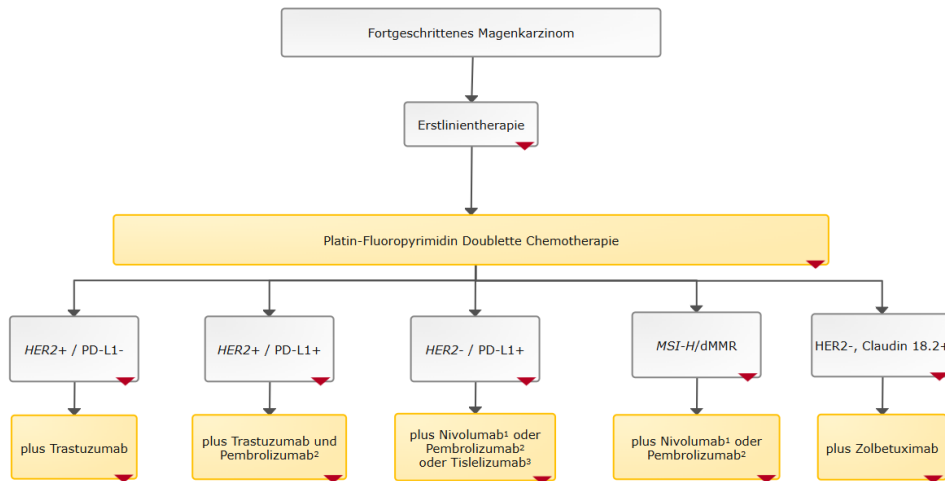 Fortgeschrittenes Magenkarzinom
Erstlinientherapie
Platin-Fluoropyrimidin Doublette Chemotherapie
HER2+ / PD-L1-
HER2+ / PD-L1+
HER2- / PD-L1+
MSI-H/dMMR
HER2-, Claudin 18.2+
plus Trastuzumab
plus Trastuzumab und
Pembrolizumab²
plus Nivolumab¹ oder
Pembrolizumab²
oder Tislelizumab³
plus Nivolumab¹ oder
Pembrolizumab²
plus Zolbetuximab